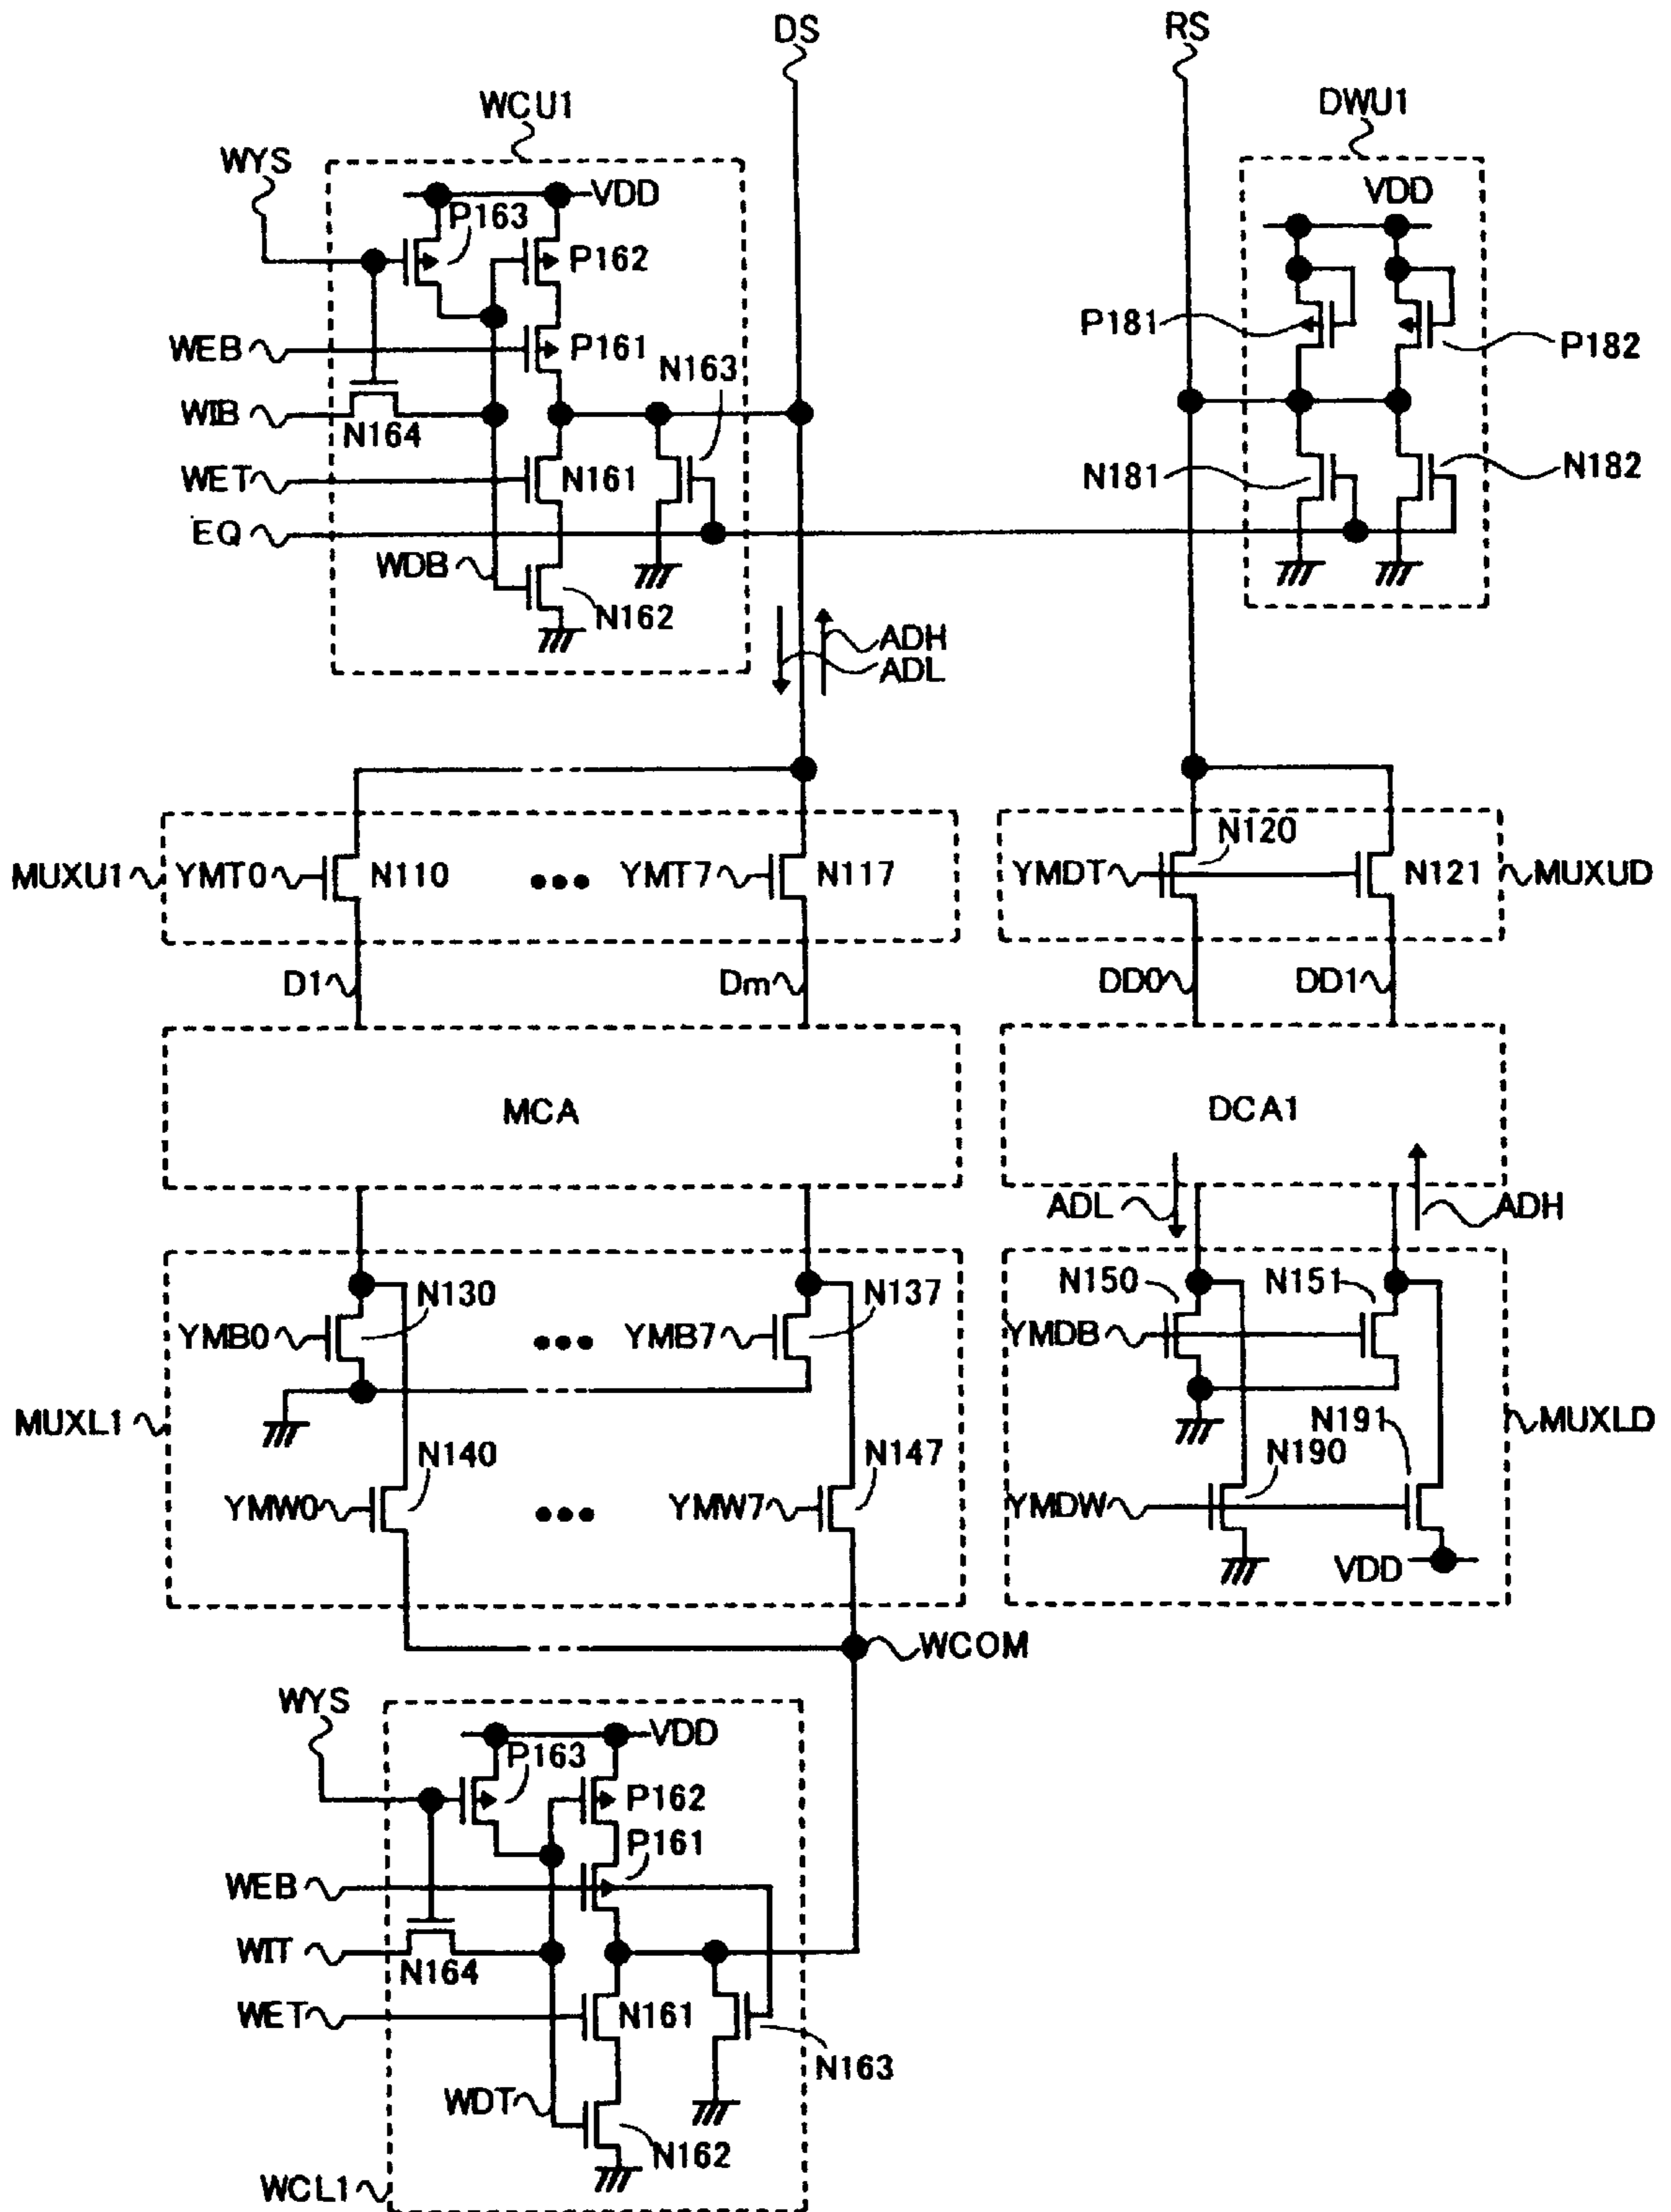 DS
RS
WCU1
DWU1
WYS
VDD
VDD
P163
P162
P181
P182
WEB
P161
N163
WIB
N164
WET
N161
N181
N182
EQ
WDB
N162
ADH
ADL
MUXU1
YMT0
N110
•••
YMT7
N117
YMDT
N120
N121
MUXUD
D1
Dm
DD0
DD1
MCA
DCA1
ADL
ADH
N130
N137
N150
N151
YMB0
•••
YMB7
YMDB
MUXL1
N140
N147
N190
N191
MUXLD
YMW0
•••
YMW7
YMDW
VDD
WCOM
WYS
VDD
P163
P162
P161
WEB
WIT
N164
WET
N161
N163
WDT
N162
WCL1